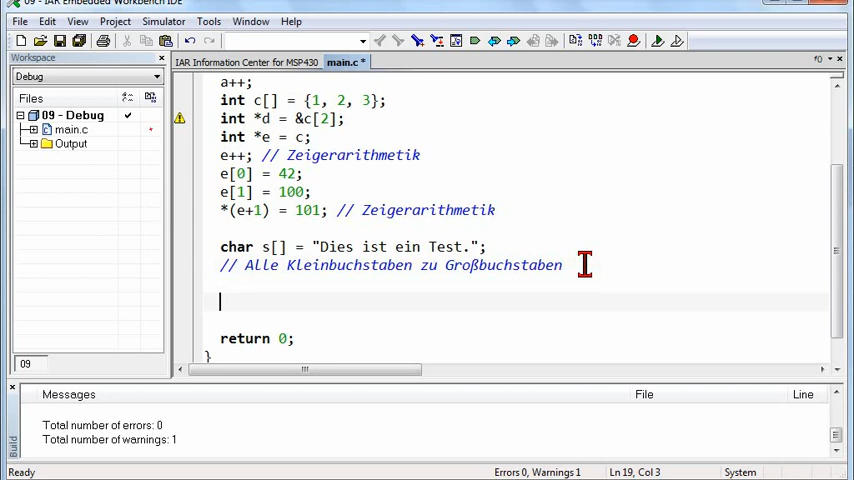 09 - IAR Embedded Workbench IDE
File Edit View Project Simulator Tools Window Help
Workspace
IAR Information Center for MSP430 main.c *
f0
Debug
Files
09 - Debug
main.c
Output
09
a++;
int c[] = {1, 2, 3};
int *d = &c[2];
int *e = c;
e++; // Zeigerarithmetik
e[0] = 42;
e[1] = 100;
*(e+1) = 101; // Zeigerarithmetik
char s[] = "Dies ist ein Test.";
// Alle Kleinbuchstaben zu Großbuchstaben
return 0;
}
Messages File Line
Total number of errors: 0
Total number of warnings: 1
Build
Ready Errors 0, Warnings 1 Ln 19, Col 3 System